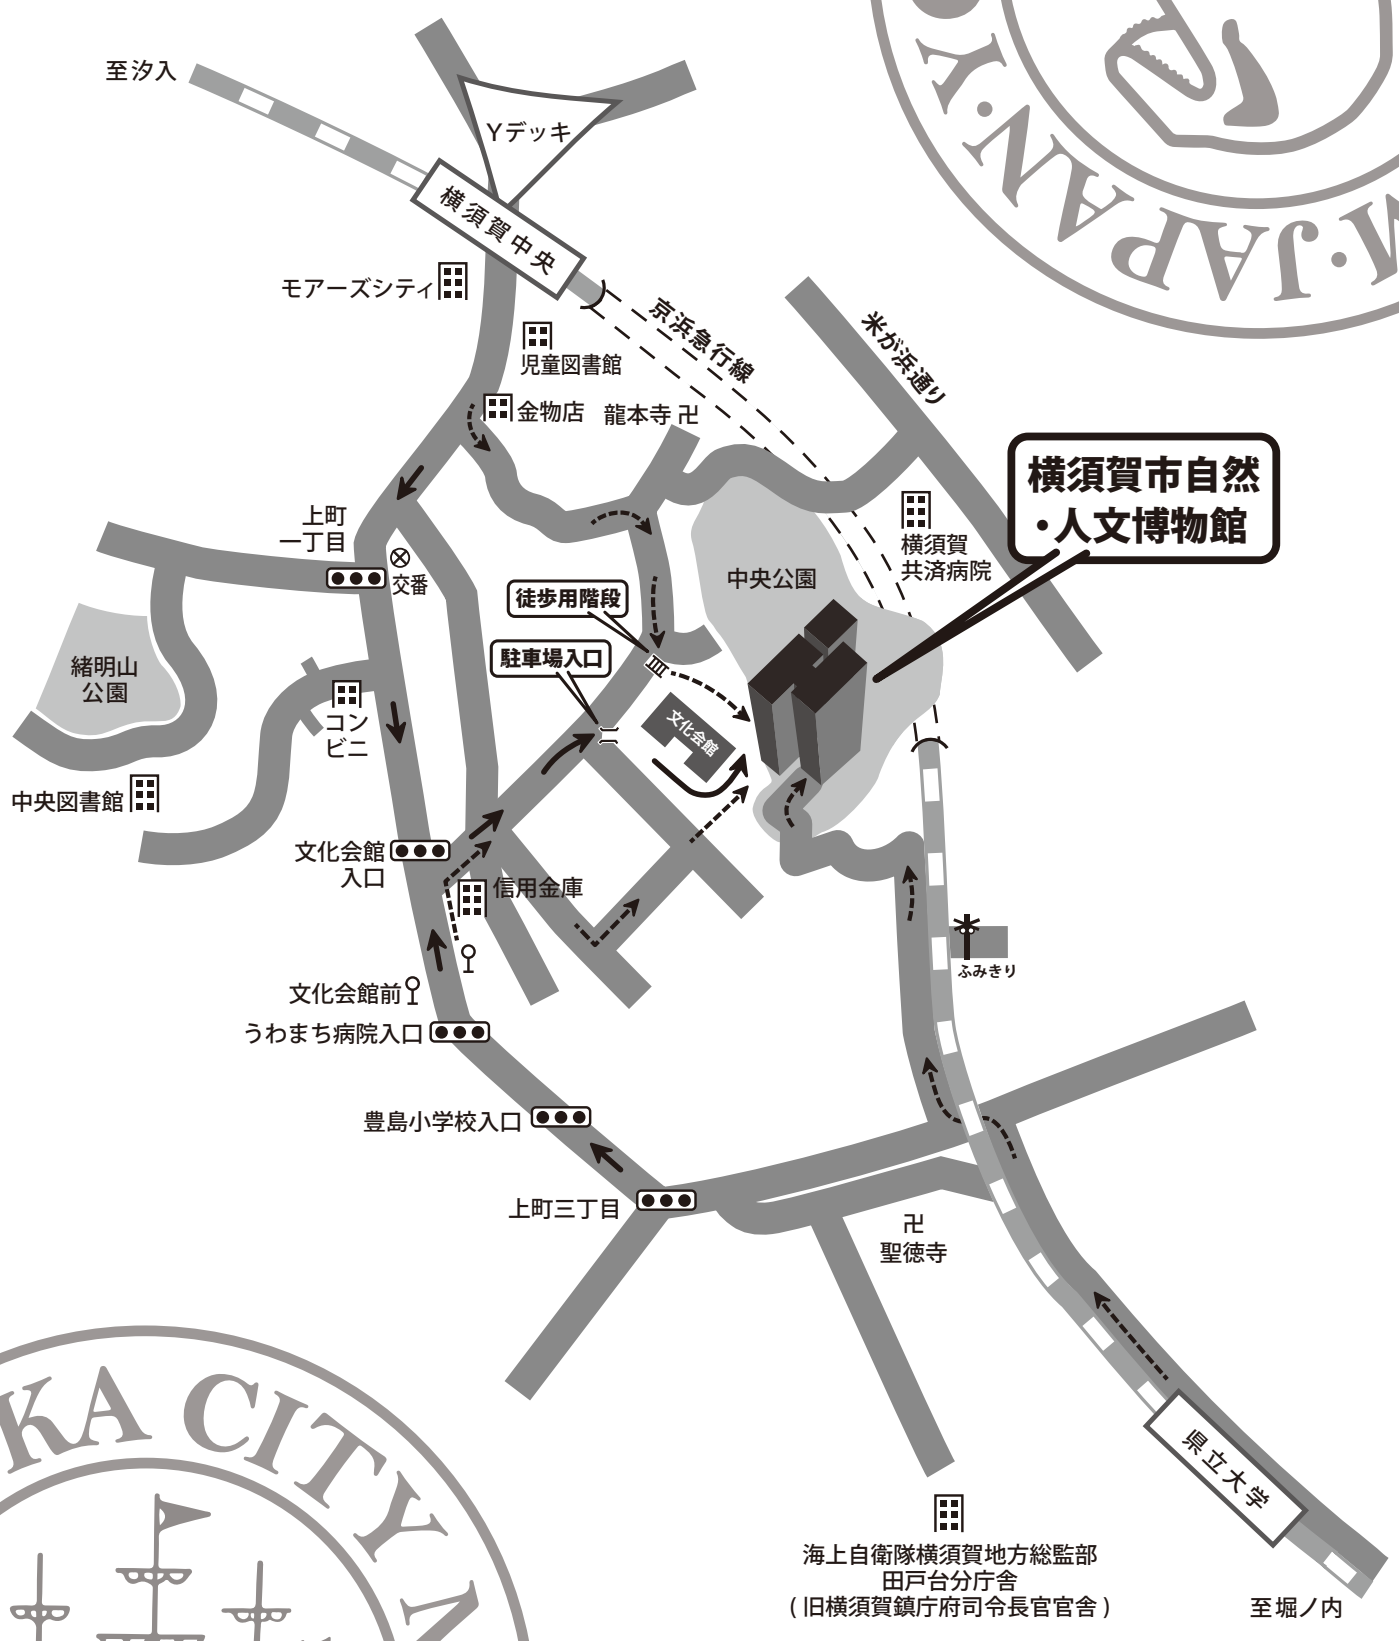 至汐入
Yデッキ
横須賀中央
モアーズシティ
児童図書館
京浜急行線
米が浜通り
金物店
龍本寺 卍
横須賀市自然
・人文博物館
上町
一丁目
交番
横須賀
共済病院
中央公園
徒歩用階段
駐車場入口
緒明山
公園
コン
ビニ
文化会館
中央図書館
文化会館
入口
信用金庫
ふみきり
文化会館前
うわまち病院入口
豊島小学校入口
上町三丁目
卍
聖徳寺
県立大学
海上自衛隊横須賀地方総監部
田戸台分庁舎
(旧横須賀鎮庁府司令長官官舎)
至堀ノ内
M・JAPAN・YO
KA CITY M